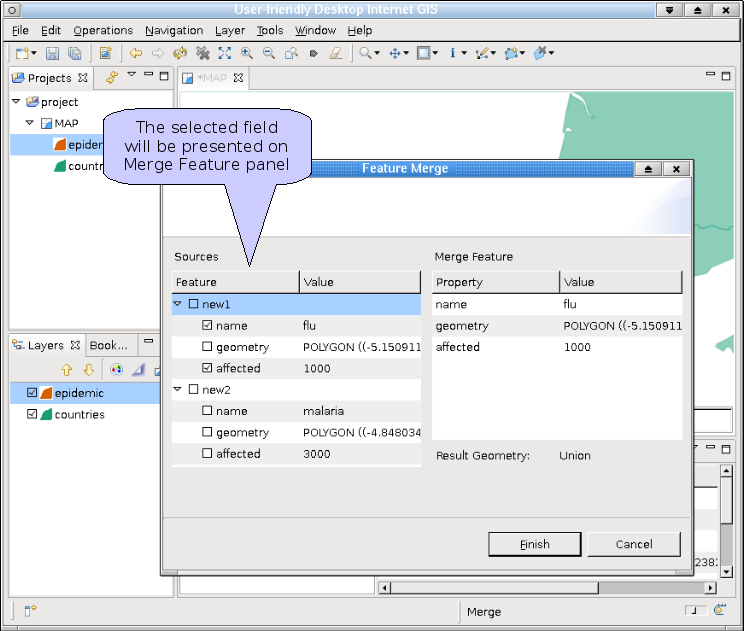 User-friendly Desktop Internet GIS
File Edit Operations Navigation Layer Tools Window Help
Projects
*MAP
project
MAP
epidem
countr
The selected field
will be presented on
Merge Feature panel
Feature Merge
Sources
Merge Feature
Feature Value
Property Value
new1
name flu
name flu
geometry POLYGON ((-5.150911
geometry POLYGON ((-5.150911
affected 1000
affected 1000
new2
name malaria
geometry POLYGON ((-4.848034
affected 3000
Result Geometry: Union
Layers Book...
epidemic
countries
Finish Cancel
2382
Merge